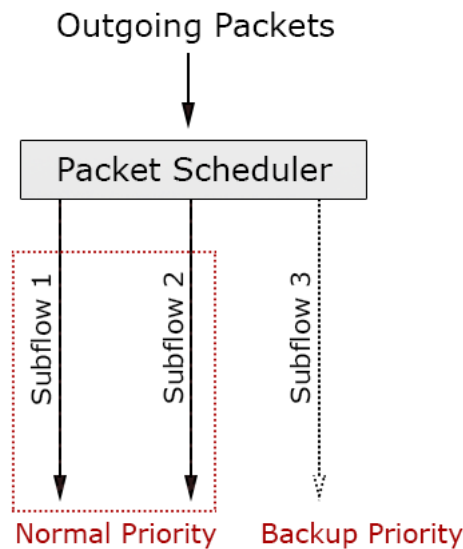 Outgoing Packets
Packet Scheduler
Subflow 1
Subflow 2
Subflow 3
Normal Priority
Backup Priority